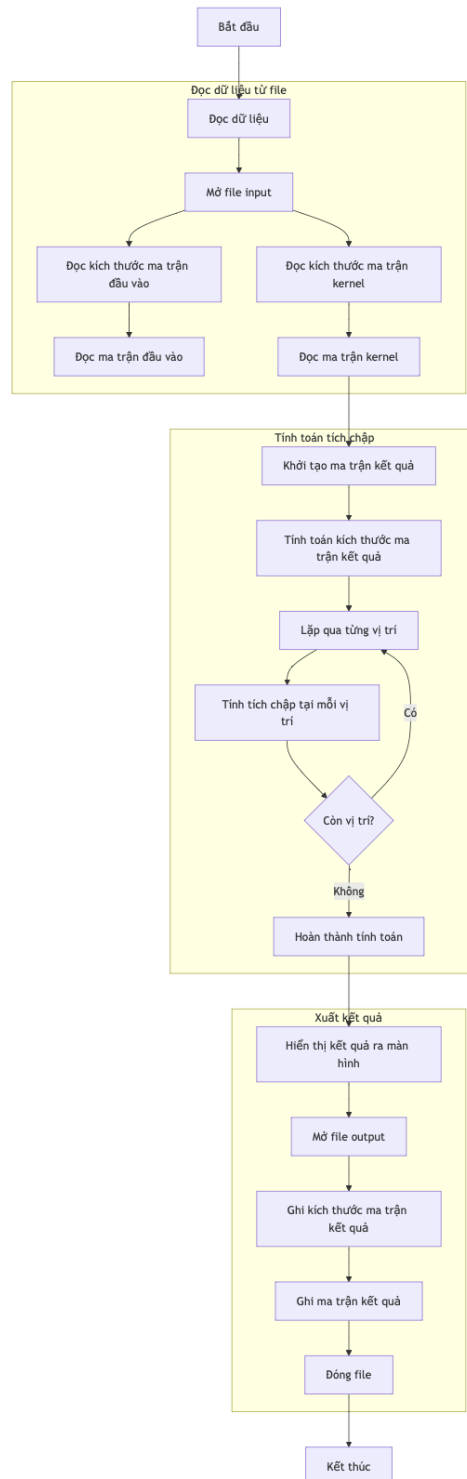 Bắt đầu
Đọc dữ liệu từ file
Đọc dữ liệu
Mở file input
Đọc kích thước ma trận
đầu vào
Đọc kích thước ma trận
kernel
Đọc ma trận đầu vào
Đọc ma trận kernel
Tính toán tích chập
Khởi tạo ma trận kết quả
Tính toán kích thước ma
trận kết quả
Lặp qua từng vị trí
Tính tích chập tại mỗi vị
trí
Có
Còn vị trí?
Không
Hoàn thành tính toán
Xuất kết quả
Hiển thị kết quả ra màn
hình
Mở file output
Ghi kích thước ma trận
kết quả
Ghi ma trận kết quả
Đóng file
Kết thúc